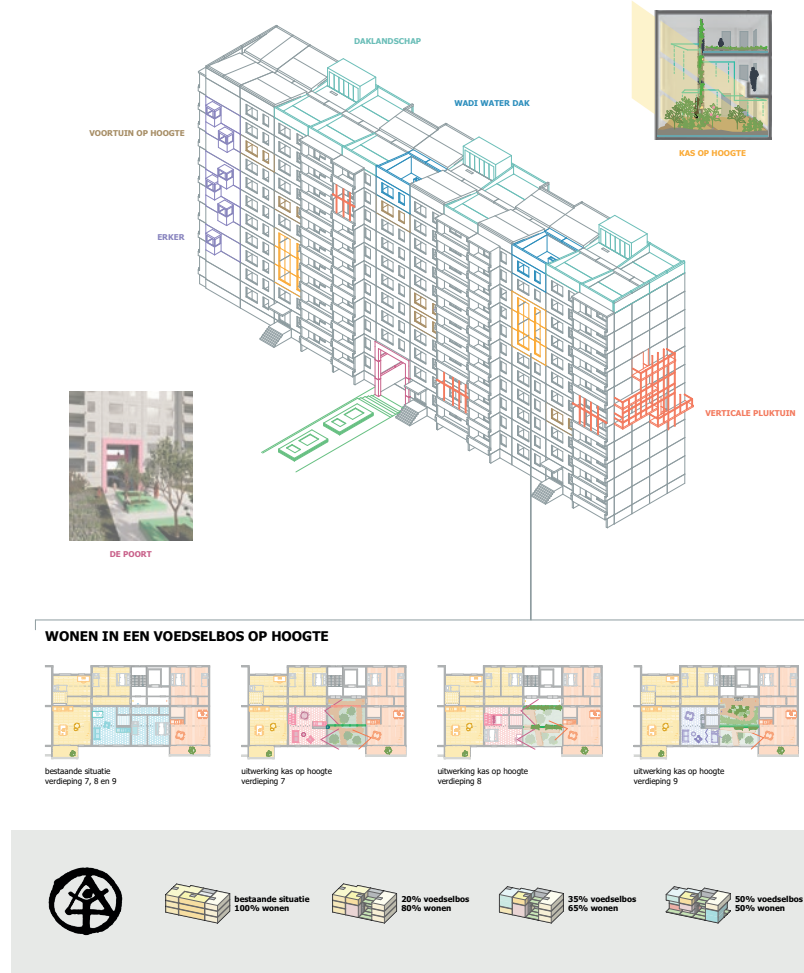 DAKLANDSCHAP
WADI WATER DAK
VOORTUIN OP HOOGTE
KAS OP HOOGTE
ERKER
VERTICALE PLUKTUIN
DE POORT
WONEN IN EEN VOEDSELBOS OP HOOGTE
bestaande situatie
verdieping 7, 8 en 9
uitwerking kas op hoogte
verdieping 7
uitwerking kas op hoogte
verdieping 8
uitwerking kas op hoogte
verdieping 9
bestaande situatie
100% wonen
20% voedselbos
80% wonen
35% voedselbos
65% wonen
50% voedselbos
50% wonen